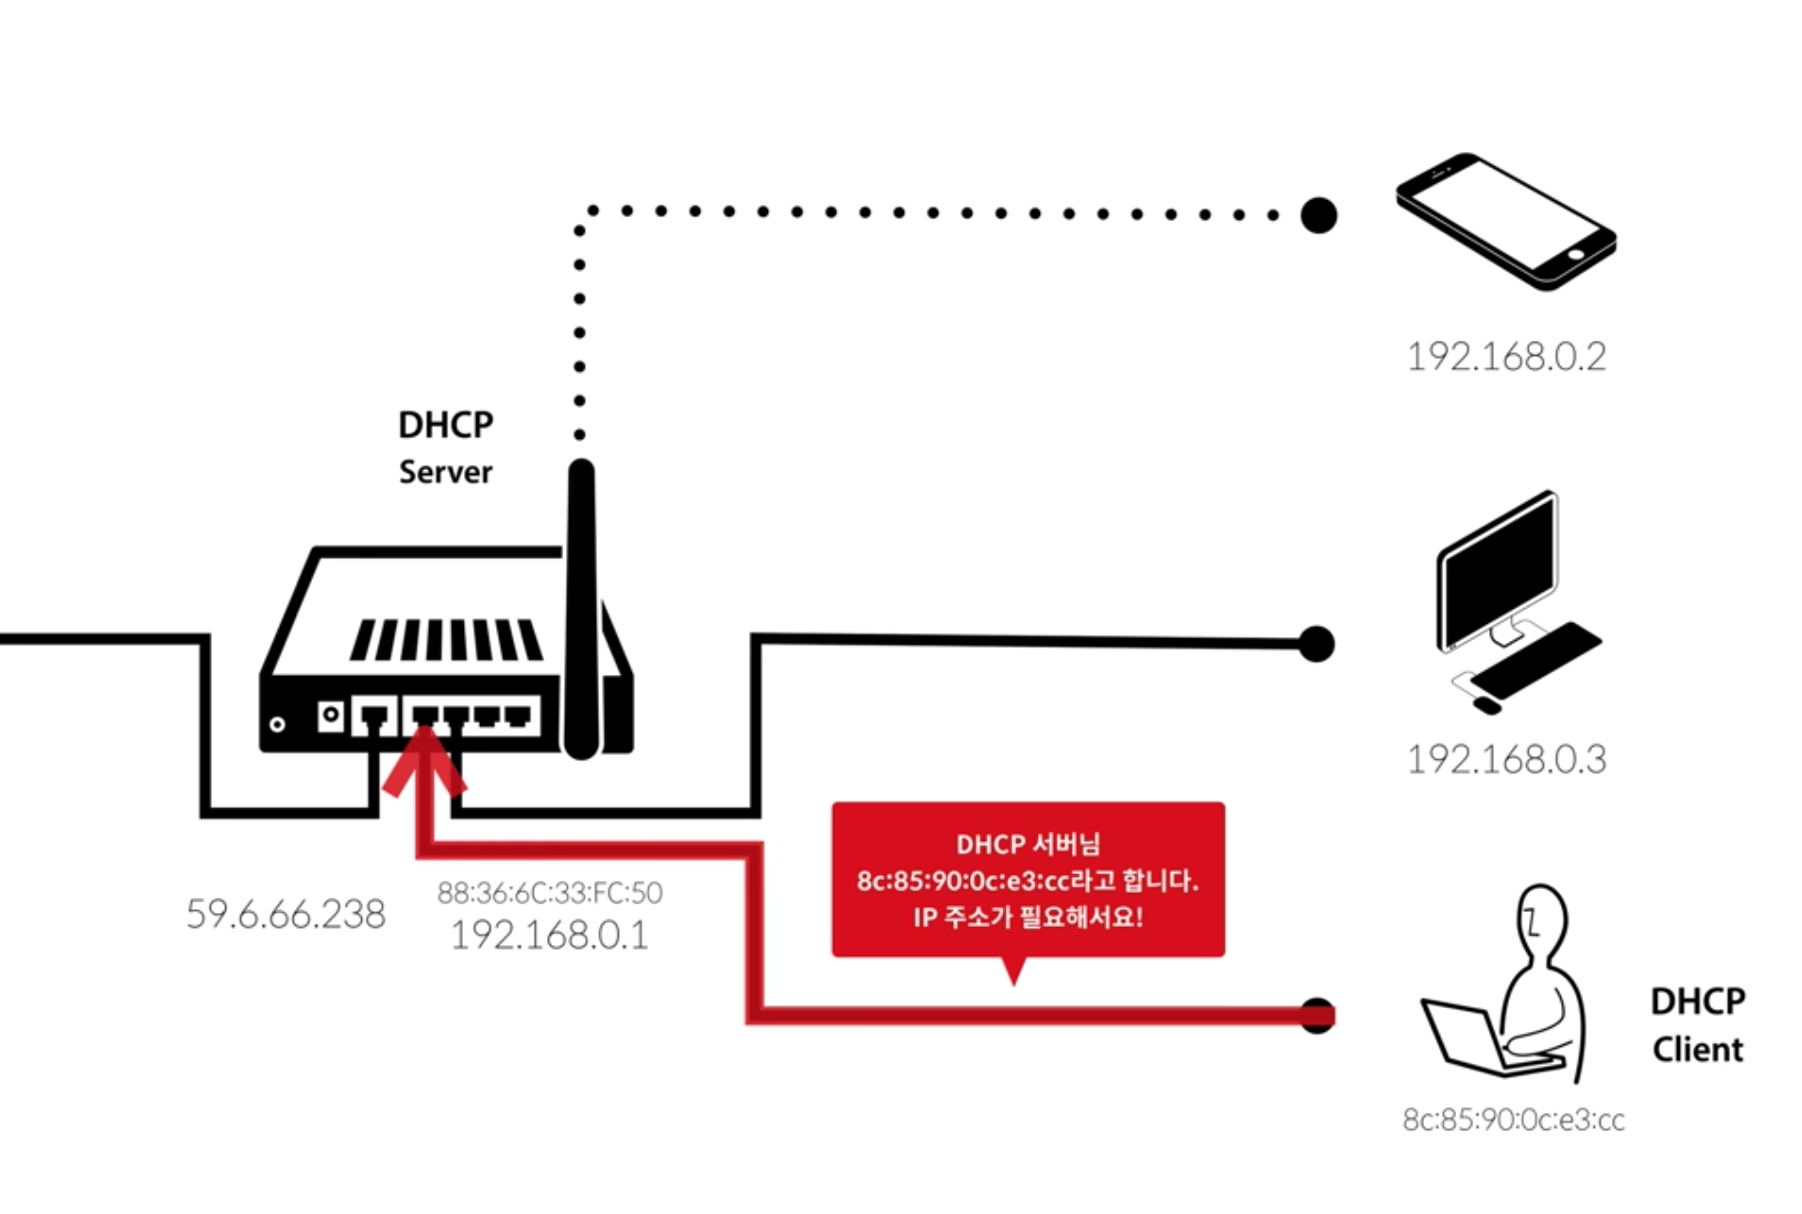 192.168.0.2
DHCP
Server
192.168.0.3
DHCP 서버님
8c:85:90:0c:e3:cc라고 합니다.
IP 주소가 필요해서요!
59.6.66.238
88:36:6C:33:FC:50
192.168.0.1
DHCP
Client
8c:85:90:0c:e3:cc